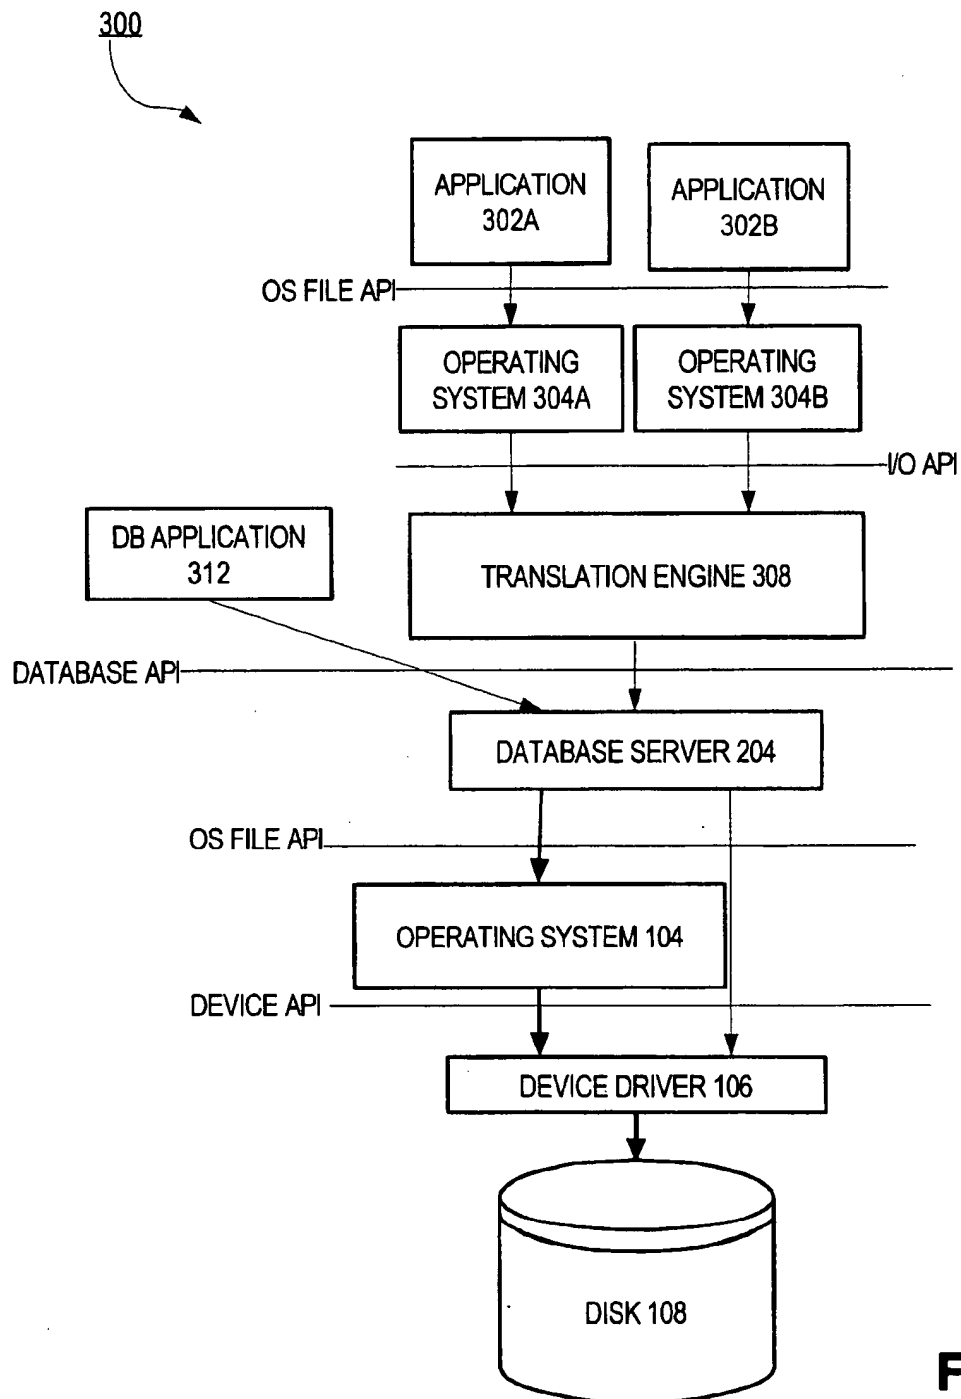 300
APPLICATION
302A
APPLICATION
302B
OS FILE API
OPERATING
SYSTEM 304A
OPERATING
SYSTEM 304B
I/O API
DB APPLICATION
312
TRANSLATION ENGINE 308
DATABASE API
DATABASE SERVER 204
OS FILE API
OPERATING SYSTEM 104
DEVICE API
DEVICE DRIVER 106
DISK 108
F